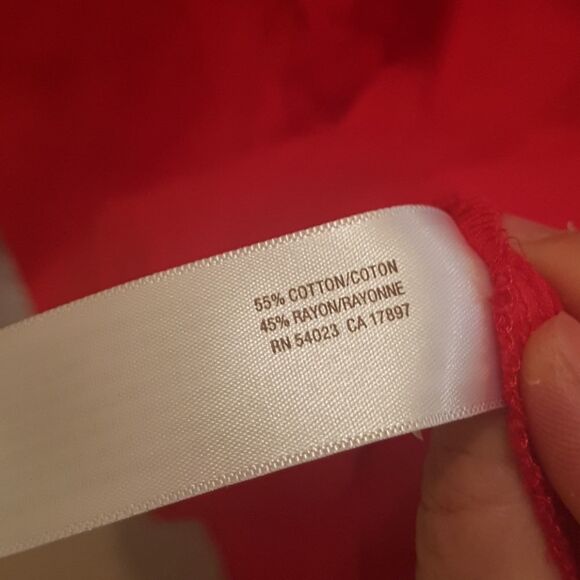 55% COTTON/COTON
45% RAYON/RAYONNE
RN 54023 CA 17897